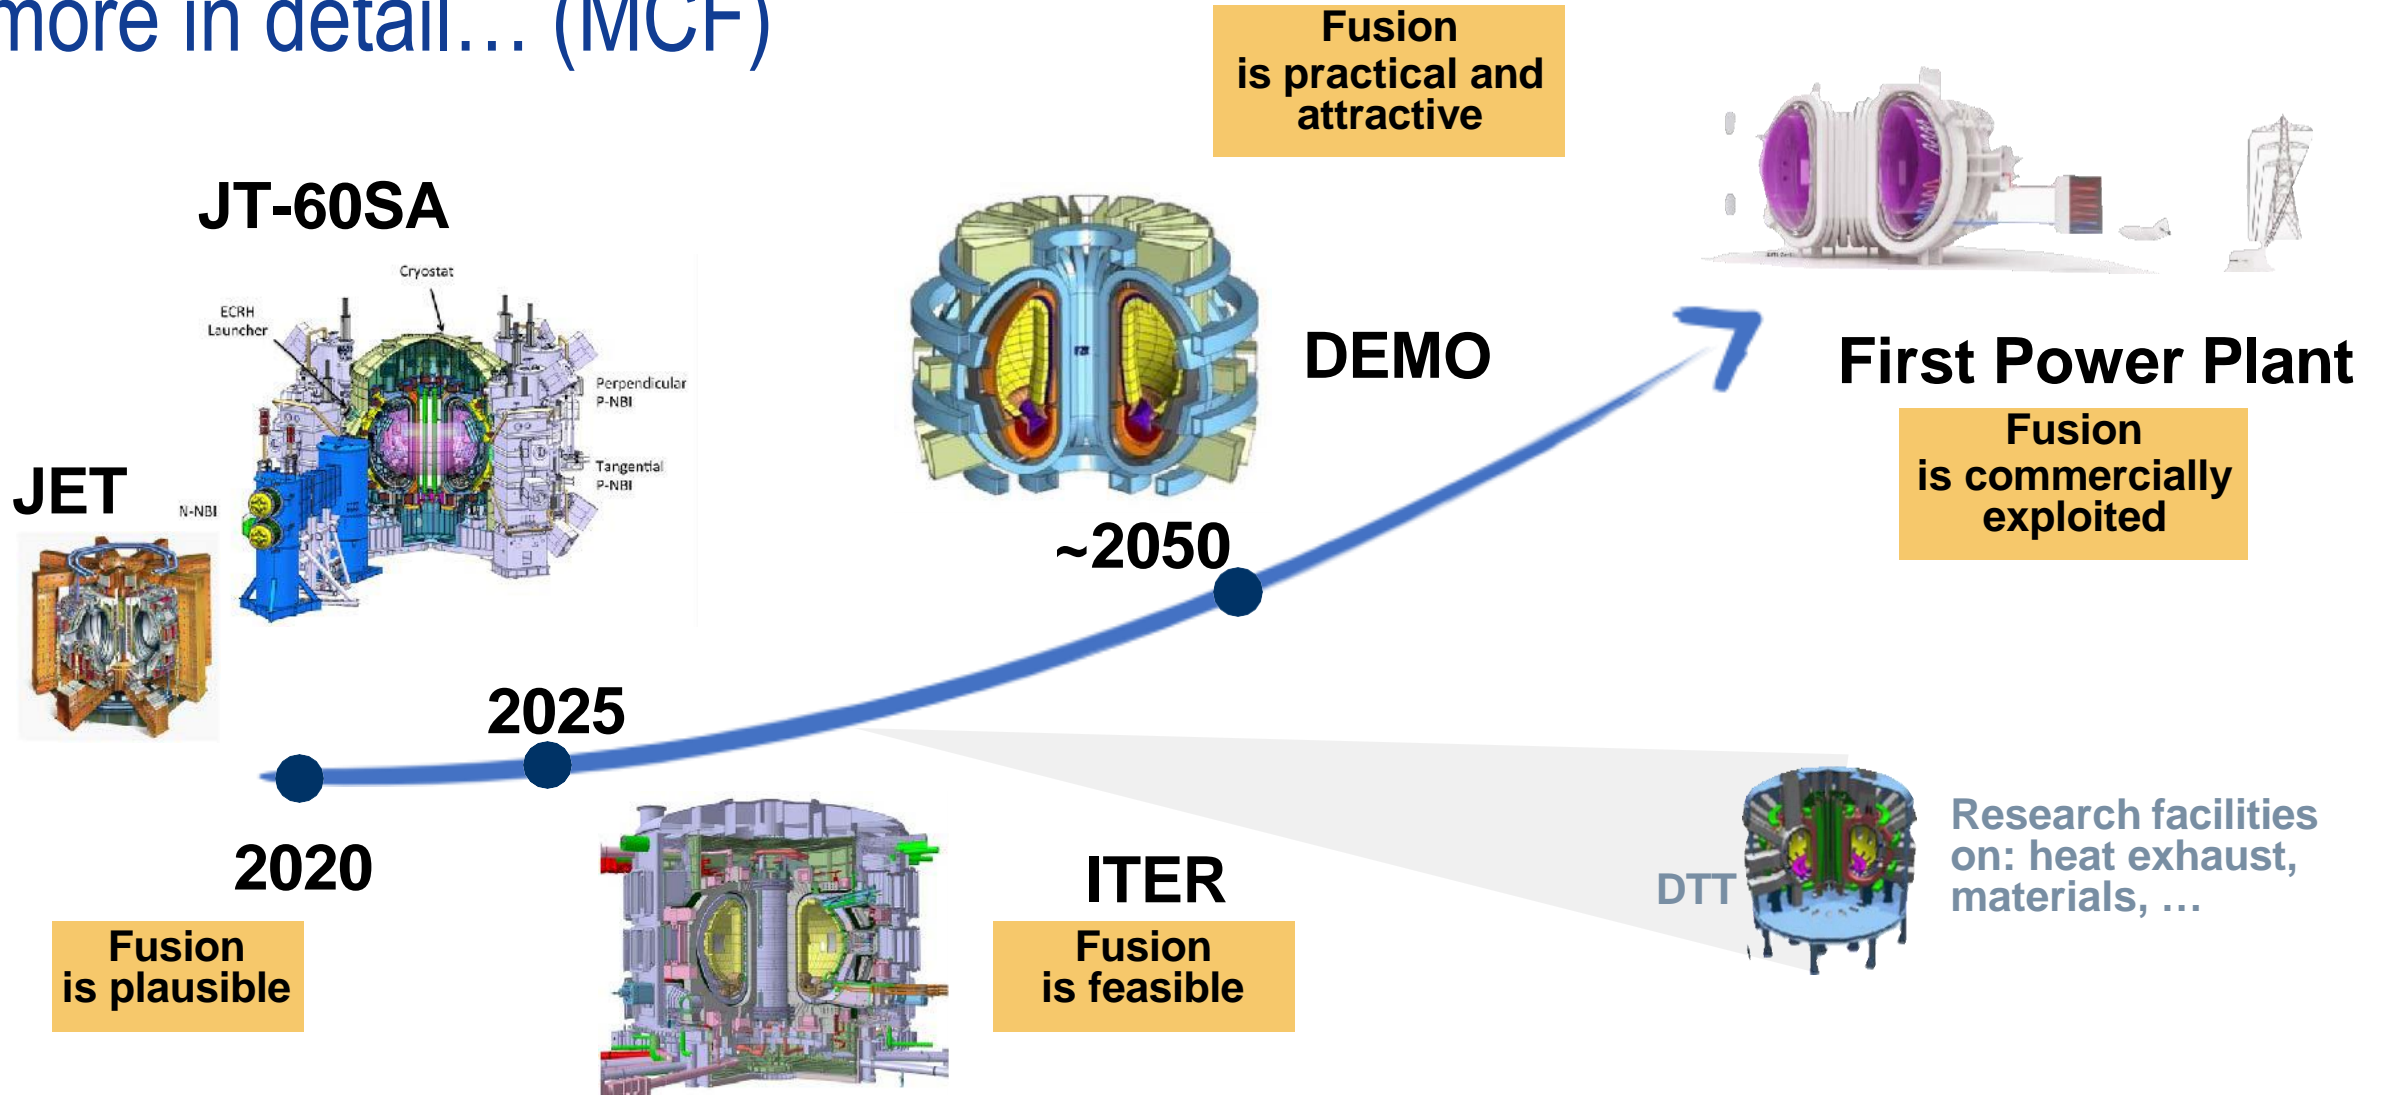 more in detail… (MCF)
Fusion
is practical and
attractive
JT-60SA
Cryostat
ECRH
Launcher
Perpendicular
P-NBI
Tangential
P-NBI
N-NBI
JET
DEMO
~2050
First Power Plant
Fusion
is commercially
exploited
2025
2020
Fusion
is plausible
ITER
Fusion
is feasible
DTT
Research facilities
on: heat exhaust,
materials, …